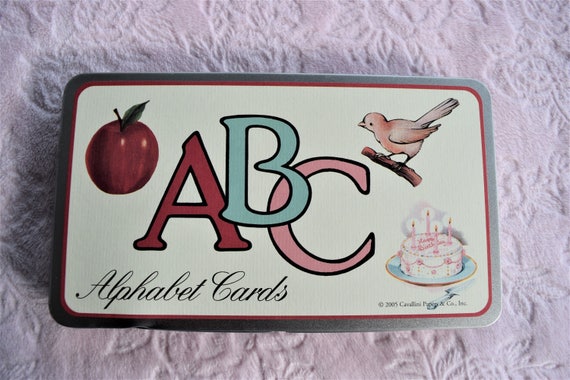 ABC
Alphabet Cards
© 2005 Cavallini Papers & Co., Inc.